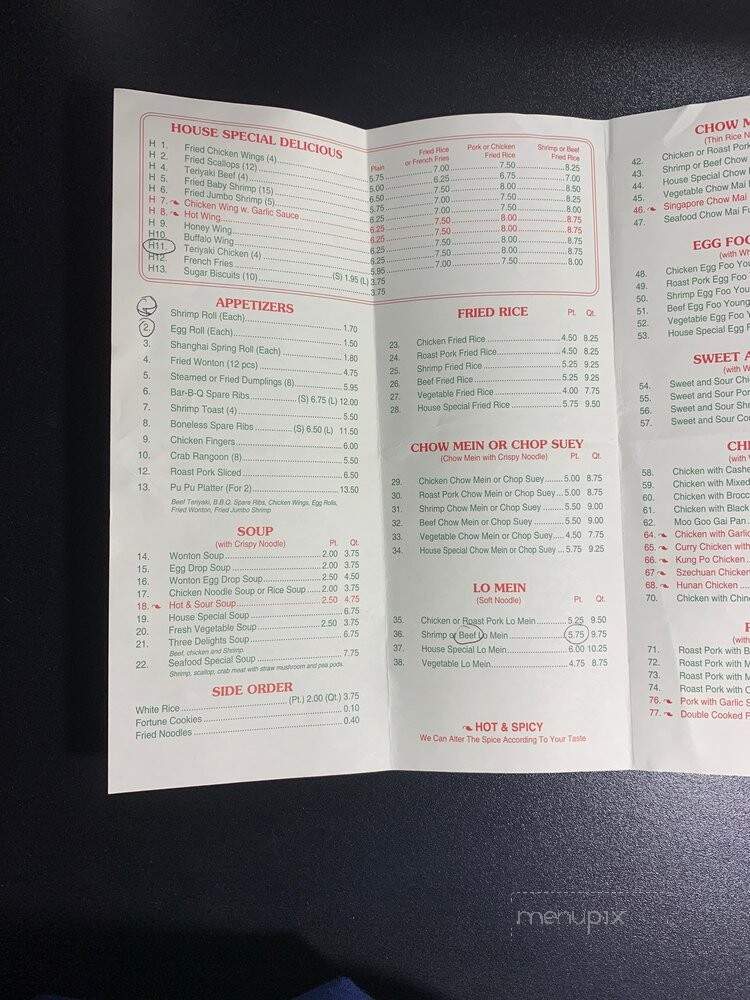 HOUSE SPECIAL DELICIOUS
Plain Fried Rice or French Fries Pork or Chicken Fried Rice Shrimp or Beef Fried Rice
H 1. Fried Chicken Wings (4) 5.75 7.00 7.50 8.25
H 2. Fried Scallops (12) 5.00 6.25 6.75 7.00
H 4. Teriyaki Beef (4) 6.50 7.50 8.00 8.50
H 5. Fried Baby Shrimp (15) 5.75
H 6. Fried Jumbo Shrimp (5) 6.25
H 7. Chicken Wing w. Garlic Sauce 6.25 7.50 8.00 8.75
H 8. Hot Wing 6.25 7.50 8.00 8.75
H 9. Honey Wing 6.25 7.50 8.00 8.75
H10. Buffalo Wing 6.25 7.50 8.00 8.75
H11. Teriyaki Chicken (4) 5.95 7.00 7.50 8.00
H12. French Fries (S) 1.95 (L) 3.75
H13. Sugar Biscuits (10) 3.75
APPETIZERS
Shrimp Roll (Each) 1.70
2. Egg Roll (Each) 1.50
3. Shanghai Spring Roll (Each) 1.80
4. Fried Wonton (12 pcs) 4.75
5. Steamed or Fried Dumplings (8) 5.95
6. Bar-B-Q Spare Ribs (S) 6.75 (L) 12.00
7. Shrimp Toast (4) 5.50
8. Boneless Spare Ribs (S) 6.50 (L) 11.50
9. Chicken Fingers 6.00
10. Crab Rangoon (8) 5.50
12. Roast Pork Sliced 6.50
13. Pu Pu Platter (For 2) 13.50
Beef Teriyaki, B.B.Q. Spare Ribs, Chicken Wings, Egg Rolls,
Fried Wonton, Fried Jumbo Shrimp
SOUP
(with Crispy Noodle) Pt. Qt.
14. Wonton Soup 2.00 3.75
15. Egg Drop Soup 2.00 3.75
16. Wonton Egg Drop Soup 2.50 4.50
17. Chicken Noodle Soup or Rice Soup 2.00 3.75
18. Hot & Sour Soup 2.50 4.75
19. House Special Soup 6.75
20. Fresh Vegetable Soup 2.50 3.75
21. Three Delights Soup 6.75
Beef, chicken and Shrimp.
22. Seafood Special Soup 7.75
Shrimp, scallop, crab meat with straw mushroom and pea pods.
SIDE ORDER
White Rice (Pt.) 2.00 (Qt.) 3.75
Fortune Cookies 0.10
Fried Noodles 0.40
FRIED RICE Pt. Qt.
23. Chicken Fried Rice 4.50 8.25
24. Roast Pork Fried Rice 4.50 8.25
25. Shrimp Fried Rice 5.25 9.25
26. Beef Fried Rice 5.25 9.25
27. Vegetable Fried Rice 4.00 7.75
28. House Special Fried Rice 5.75 9.50
CHOW MEIN OR CHOP SUEY
(Chow Mein with Crispy Noodle) Pt. Qt.
29. Chicken Chow Mein or Chop Suey 5.00 8.75
30. Roast Pork Chow Mein or Chop Suey 5.00 8.75
31. Shrimp Chow Mein or Chop Suey 5.50 9.00
32. Beef Chow Mein or Chop Suey 5.50 9.00
33. Vegetable Chow Mein or Chop Suey 4.50 7.75
34. House Special Chow Mein or Chop Suey 5.75 9.25
LO MEIN
(Soft Noodle) Pt. Qt.
35. Chicken or Roast Pork Lo Mein 5.25 9.50
36. Shrimp or Beef Lo Mein 5.75 9.75
37. House Special Lo Mein 6.00 10.25
38. Vegetable Lo Mein 4.75 8.75
HOT & SPICY
We Can Alter The Spice According To Your Taste
CHOW M
(Thin Rice N
42. Chicken or Roast Pork
43. Shrimp or Beef Chow
44. House Special Chow
45. Vegetable Chow Mai
46. Singapore Chow Mai
47. Seafood Chow Mai Fu
EGG FOO
(with Wh
48. Chicken Egg Foo You
49. Roast Pork Egg Foo
50. Shrimp Egg Foo You
51. Beef Egg Foo Young
52. Vegetable Egg Foo Y
53. House Special Egg F
SWEET A
(with W
54. Sweet and Sour Chi
55. Sweet and Sour Por
56. Sweet and Sour Shr
57. Sweet and Sour Co
CHI
(with
58. Chicken with Cashe
59. Chicken with Mixed
60. Chicken with Brocc
61. Chicken with Black
62. Moo Goo Gai Pan
64. Chicken with Garlic
65. Curry Chicken with
66. Kung Po Chicken
67. Szechuan Chicken
68. Hunan Chicken
70. Chicken with Chin
(with
71. Roast Pork with B
72. Roast Pork with M
73. Roast Pork with M
74. Roast Pork with C
76. Pork with Garlic S
77. Double Cooked P
menupix